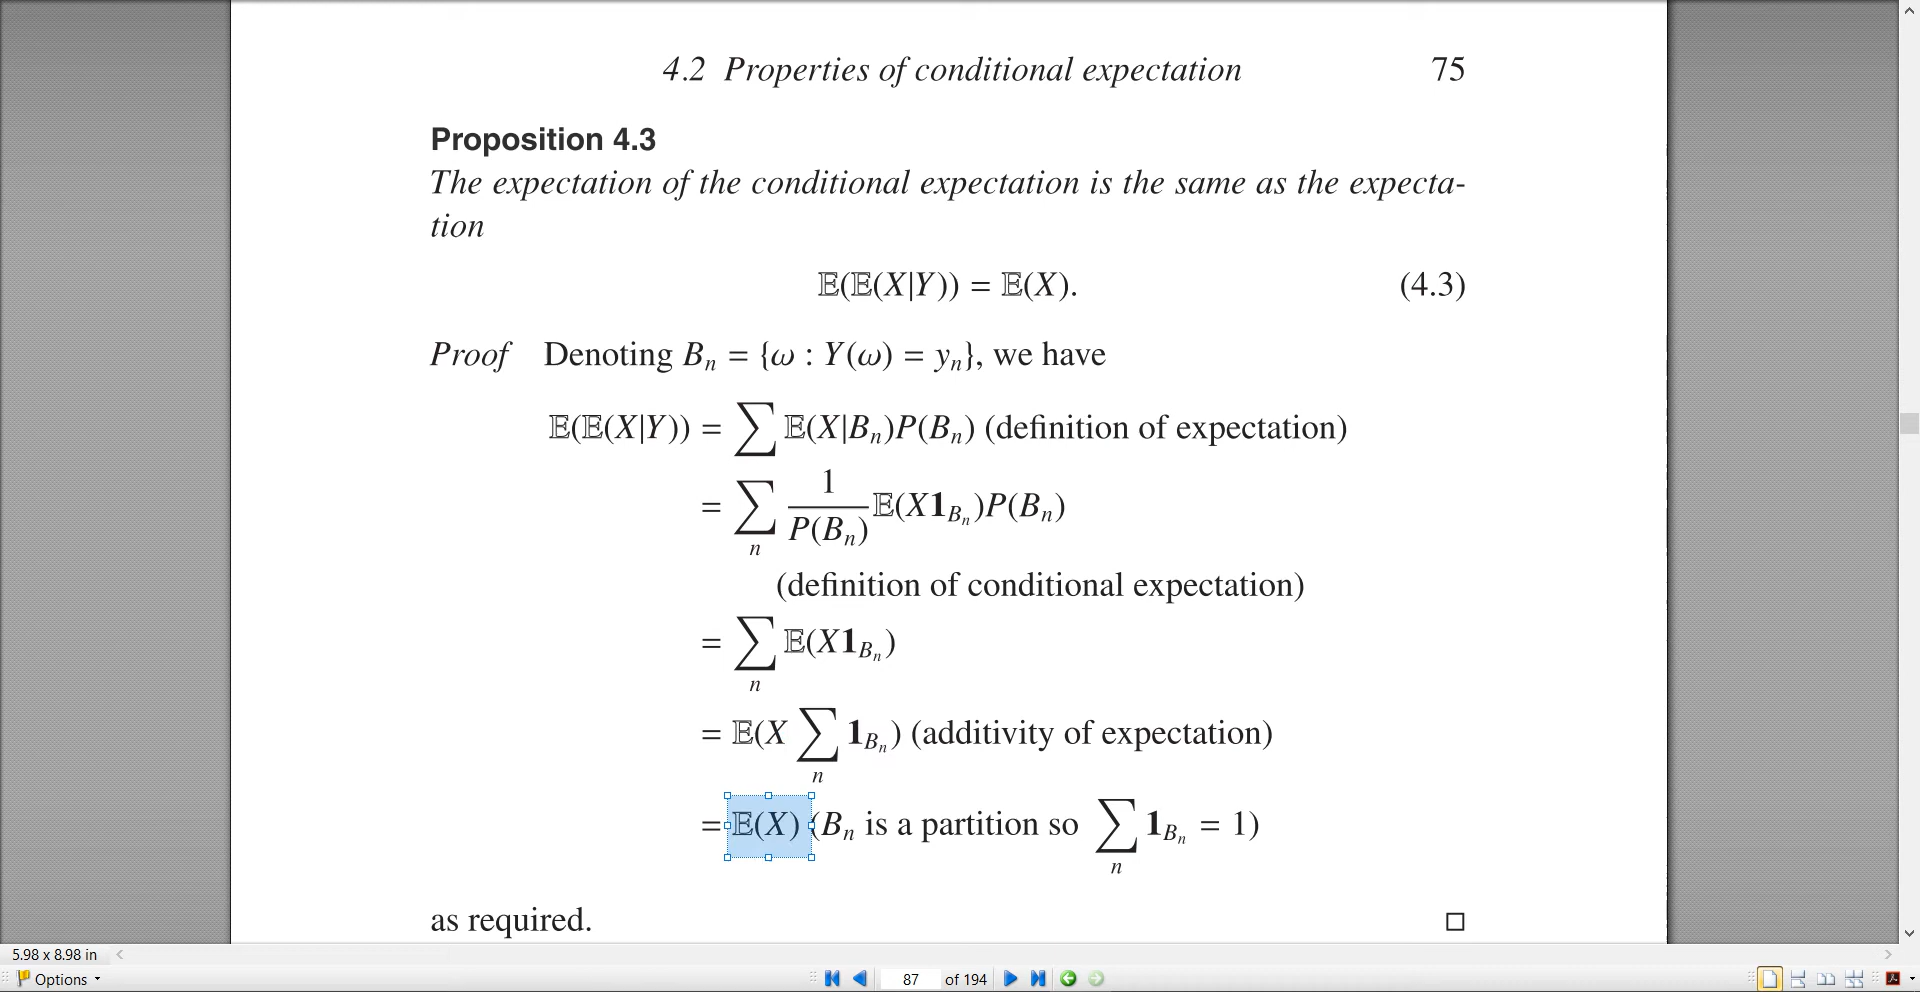 4.2 Properties of conditional expectation 75
Proposition 4.3
The expectation of the conditional expectation is the same as the expecta-
tion
𝔼(𝔼(X|Y)) = 𝔼(X). (4.3)
Proof Denoting Bₙ = {ω : Y(ω) = yₙ}, we have
𝔼(𝔼(X|Y)) = ∑ 𝔼(X|Bₙ)P(Bₙ) (definition of expectation)
= ∑ₙ 1/P(Bₙ) 𝔼(X𝟏_{Bₙ})P(Bₙ)
(definition of conditional expectation)
= ∑ₙ 𝔼(X𝟏_{Bₙ})
= 𝔼(X ∑ₙ 𝟏_{Bₙ}) (additivity of expectation)
= 𝔼(X) (Bₙ is a partition so ∑ₙ 𝟏_{Bₙ} = 1)
as required. □
5.98 x 8.98 in
Options 87 of 194